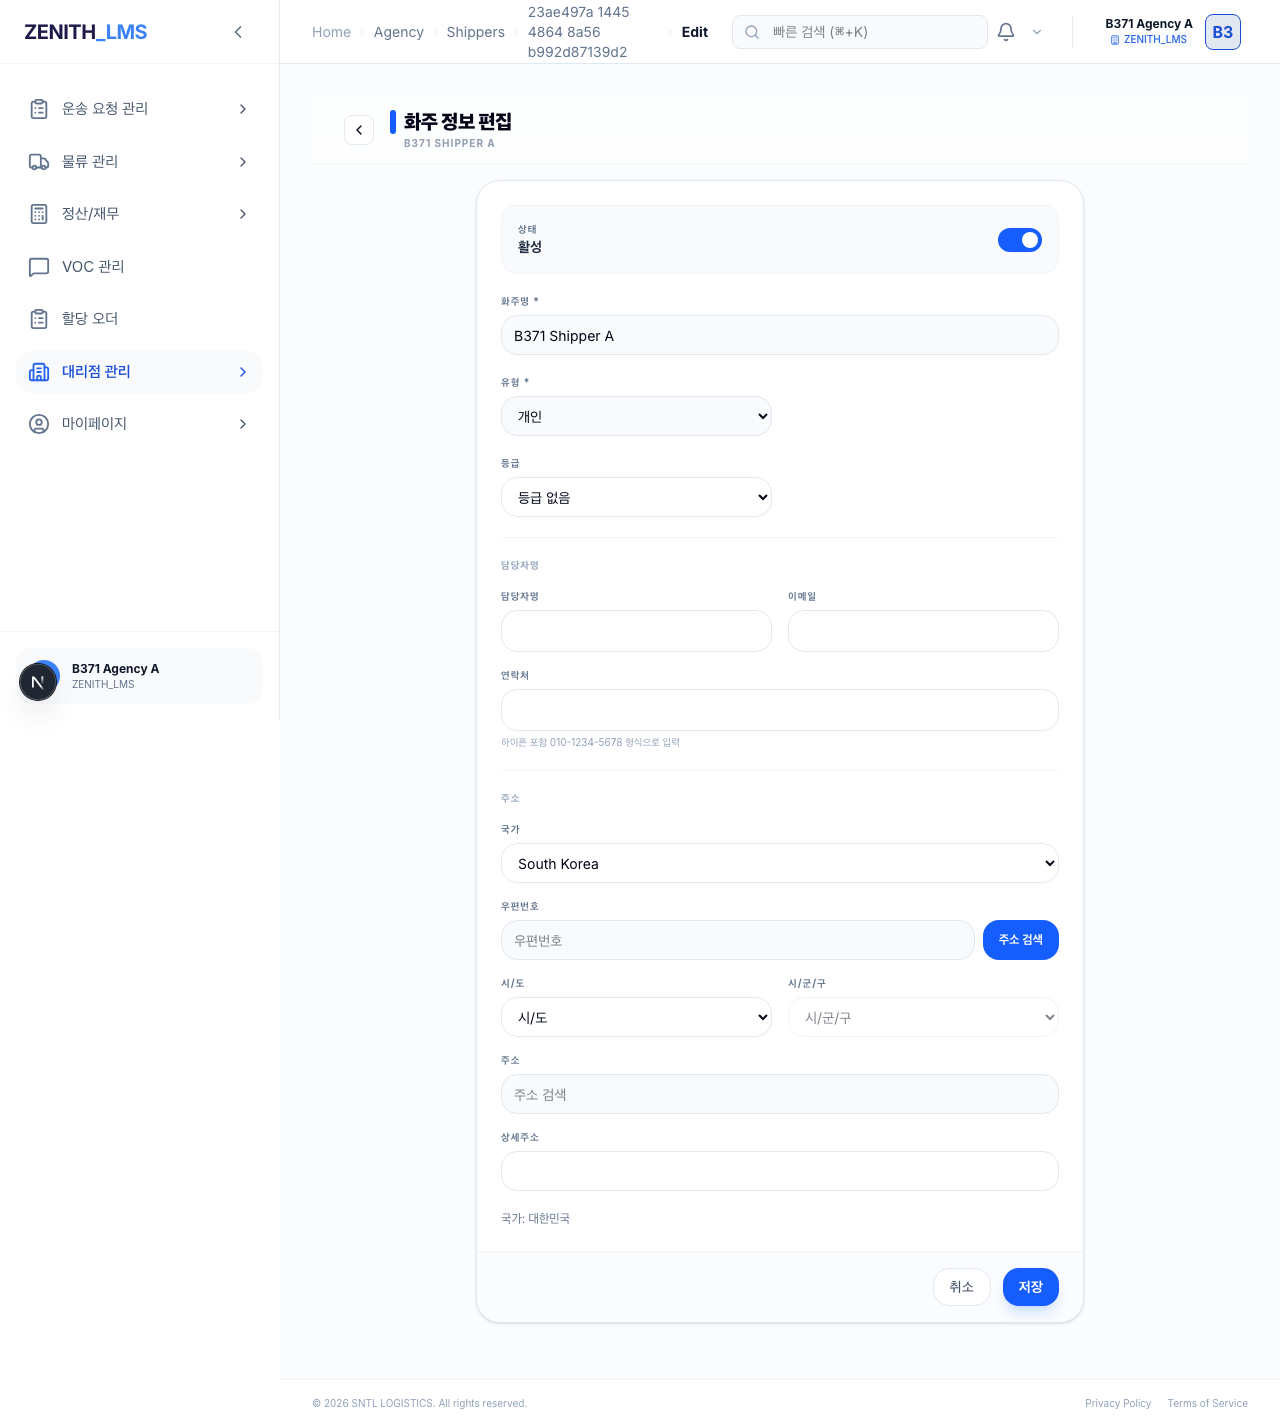 ZENITH_LMS
Home
Agency
Shippers
23ae497a 1445
4864 8a56
b992d87139d2
Edit
빠른 검색 (⌘+K)
B371 Agency A
ZENITH_LMS
B3
운송 요청 관리
물류 관리
정산/재무
VOC 관리
할당 오더
대리점 관리
마이페이지
B371 Agency A
ZENITH_LMS
N
화주 정보 편집
B371 SHIPPER A
상태
활성
화주명 *
B371 Shipper A
유형 *
개인
등급
등급 없음
담당자명
담당자명
이메일
연락처
하이픈 포함 010-1234-5678 형식으로 입력
주소
국가
South Korea
우편번호
우편번호
주소 검색
시/도
시/군/구
시/도
시/군/구
주소
주소 검색
상세주소
국가: 대한민국
취소
저장
© 2026 SNTL LOGISTICS. All rights reserved.
Privacy Policy
Terms of Service